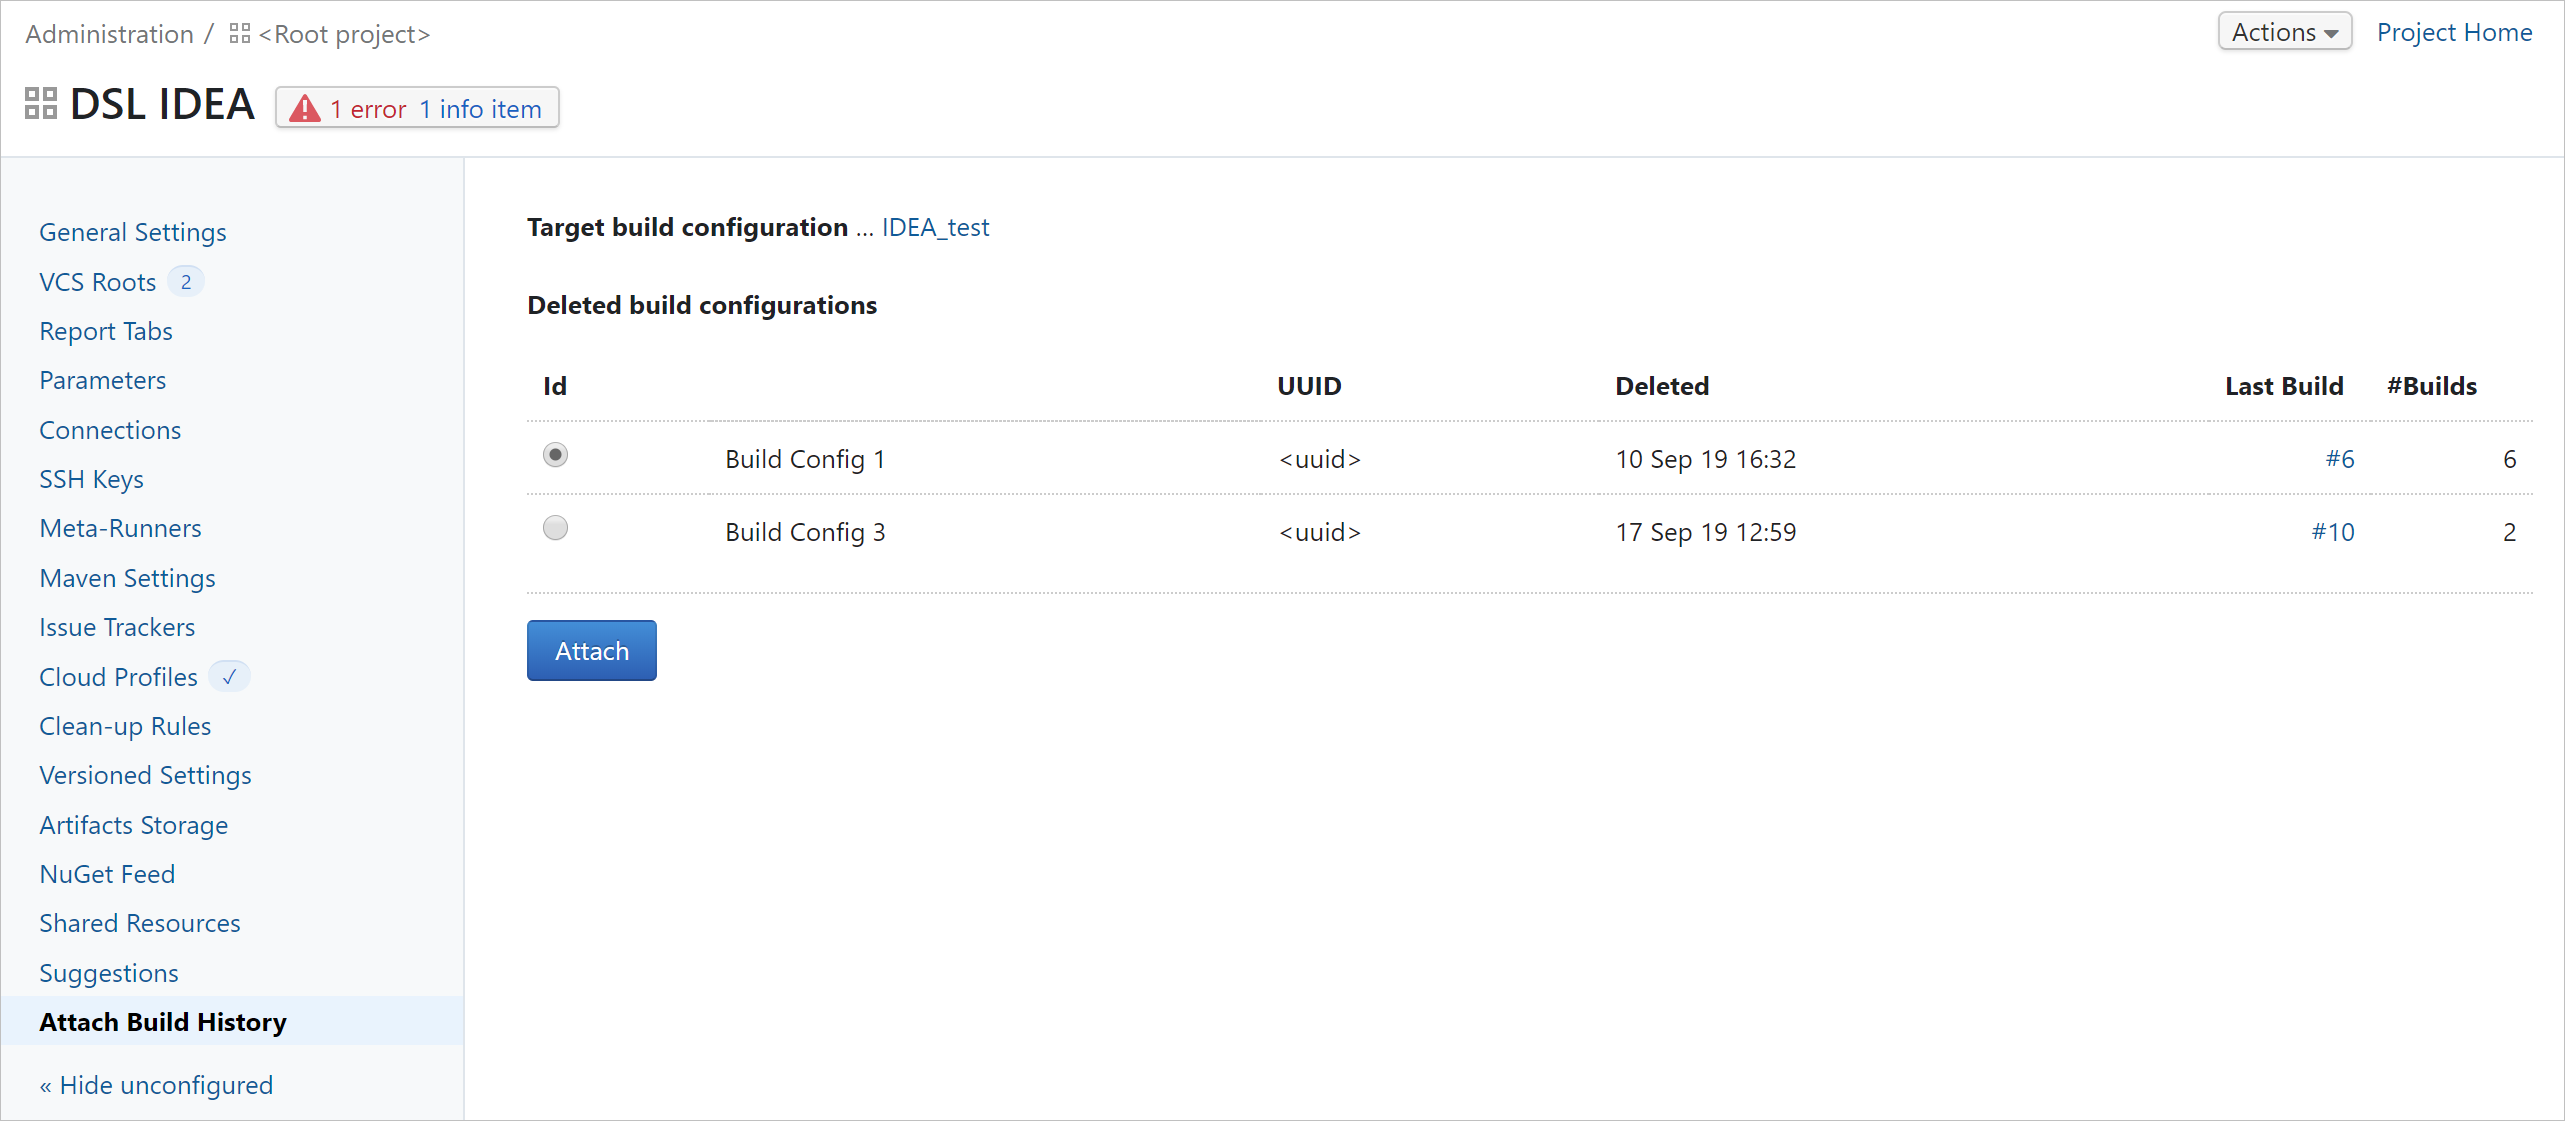 Administration / <Root project>
Actions Project Home
DSL IDEA 1 error 1 info item
General Settings
VCS Roots 2
Report Tabs
Parameters
Connections
SSH Keys
Meta-Runners
Maven Settings
Issue Trackers
Cloud Profiles ✓
Clean-up Rules
Versioned Settings
Artifacts Storage
NuGet Feed
Shared Resources
Suggestions
Attach Build History
« Hide unconfigured
Target build configuration ... IDEA_test
Deleted build configurations
Id UUID Deleted Last Build #Builds
Build Config 1 <uuid> 10 Sep 19 16:32 #6 6
Build Config 3 <uuid> 17 Sep 19 12:59 #10 2
Attach